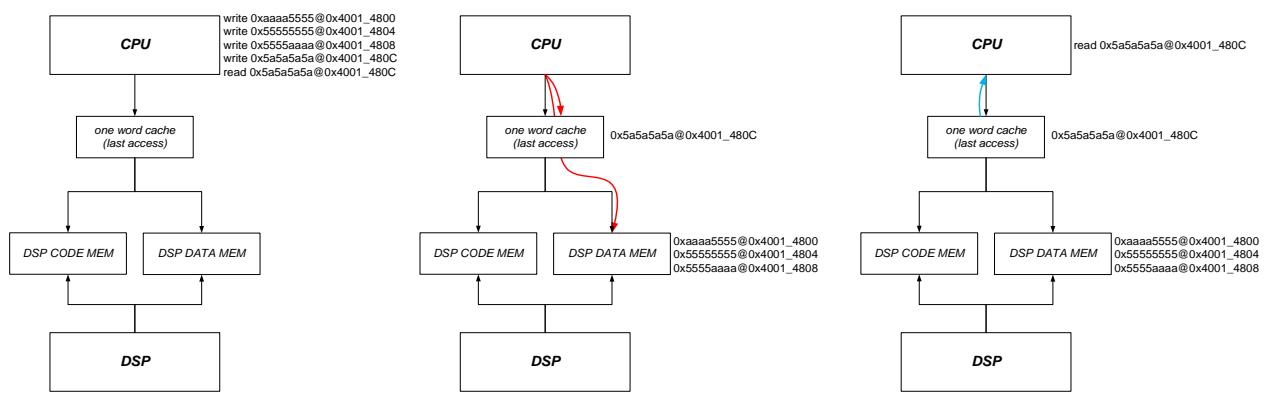 CPU
write 0xaaaa5555@0x4001_4800
write 0x55555555@0x4001_4804
write 0x5555aaaa@0x4001_4808
write 0x5a5a5a5a@0x4001_480C
read 0x5a5a5a5a@0x4001_480C
one word cache
(last access)
DSP CODE MEM
DSP DATA MEM
DSP
CPU
one word cache
(last access)
0x5a5a5a5a@0x4001_480C
DSP CODE MEM
DSP DATA MEM
0xaaaa5555@0x4001_4800
0x55555555@0x4001_4804
0x5555aaaa@0x4001_4808
DSP
CPU
read 0x5a5a5a5a@0x4001_480C
one word cache
(last access)
0x5a5a5a5a@0x4001_480C
DSP CODE MEM
DSP DATA MEM
0xaaaa5555@0x4001_4800
0x55555555@0x4001_4804
0x5555aaaa@0x4001_4808
DSP